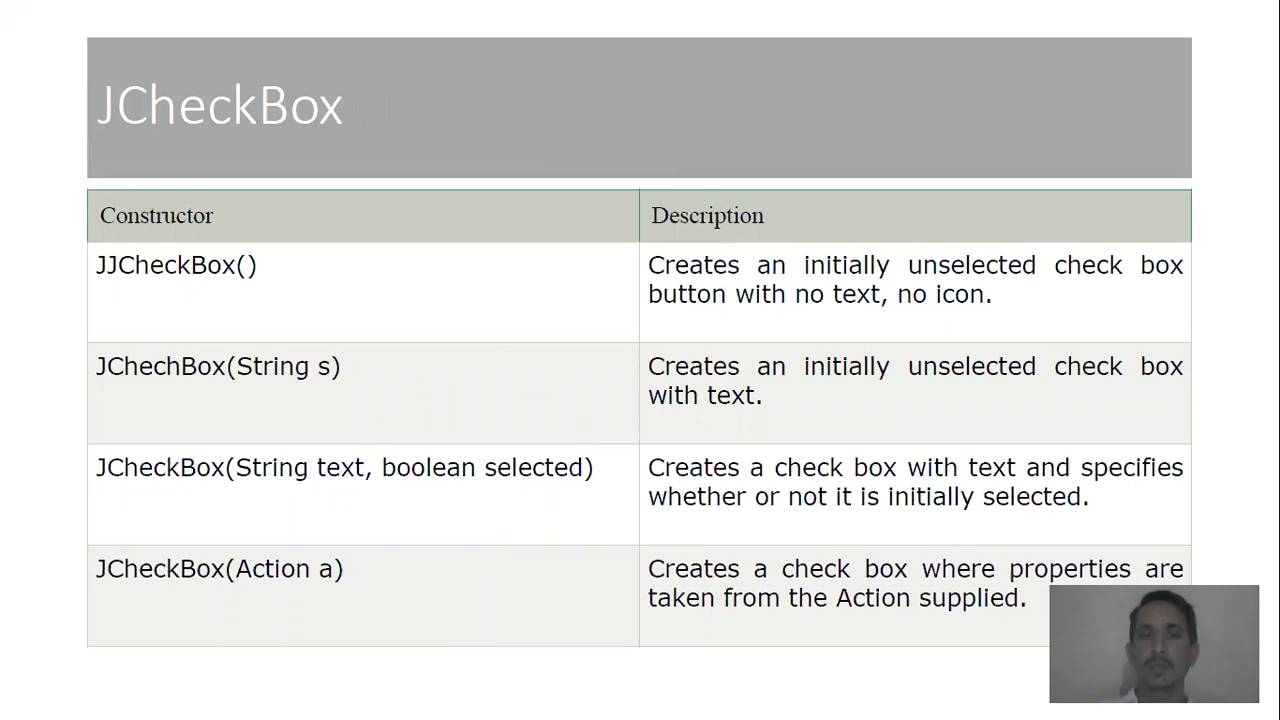 JCheckBox
Constructor
Description
JJCheckBox()
Creates an initially unselected check box
button with no text, no icon.
JChechBox(String s)
Creates an initially unselected check box
with text.
JCheckBox(String text, boolean selected)
Creates a check box with text and specifies
whether or not it is initially selected.
JCheckBox(Action a)
Creates a check box where properties are
taken from the Action supplied.